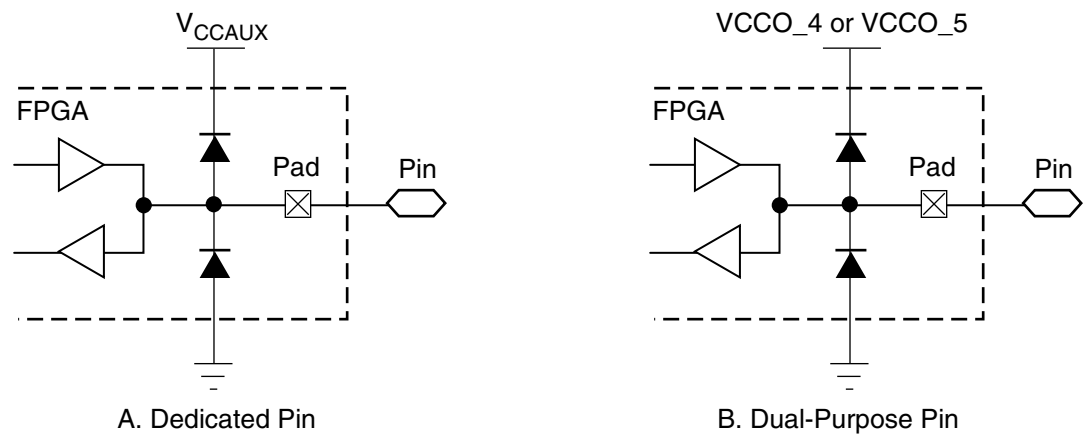 VCCAUX
FPGA
Pad
Pin
A. Dedicated Pin
VCCO_4 or VCCO_5
FPGA
Pad
Pin
B. Dual-Purpose Pin